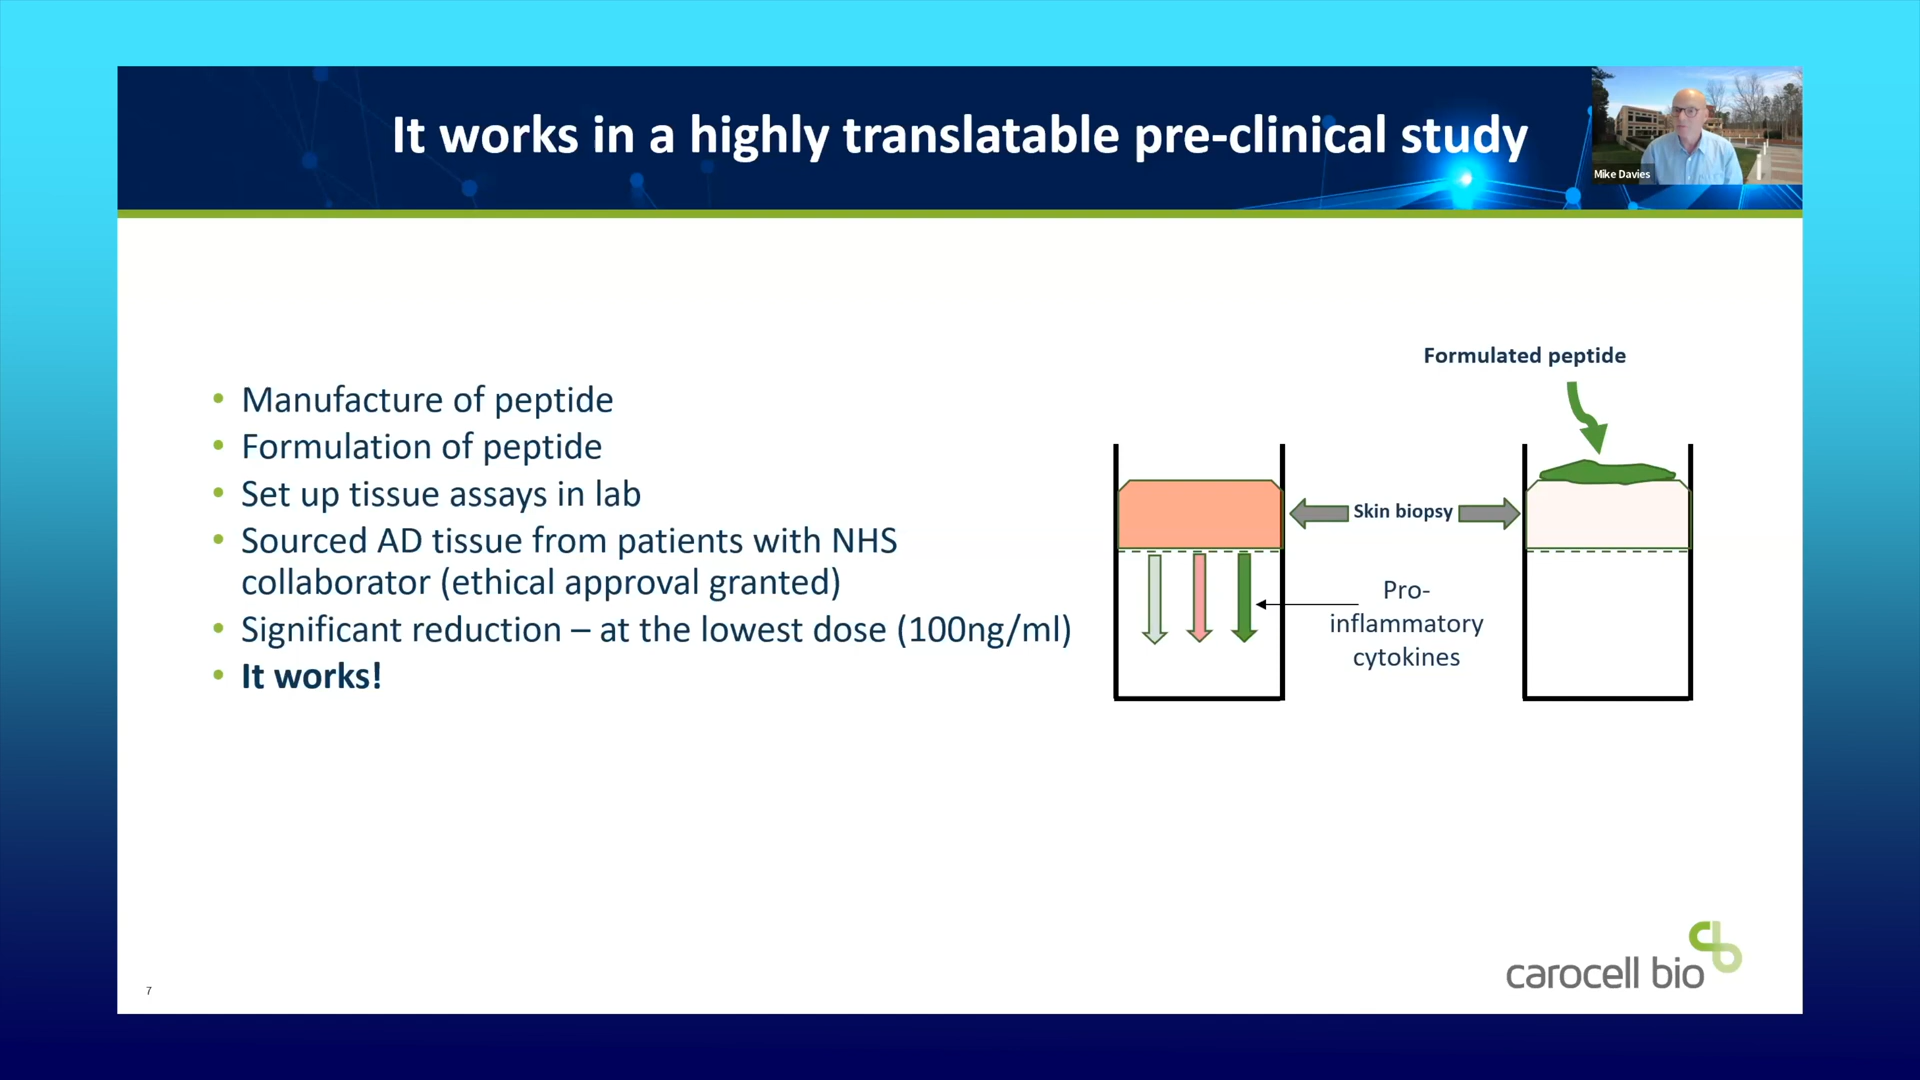 It works in a highly translatable pre-clinical study
Mike Davies
• Manufacture of peptide
• Formulation of peptide
• Set up tissue assays in lab
• Sourced AD tissue from patients with NHS
collaborator (ethical approval granted)
• Significant reduction – at the lowest dose (100ng/ml)
• It works!
Formulated peptide
Skin biopsy
Pro-
inflammatory
cytokines
carocell bio
7